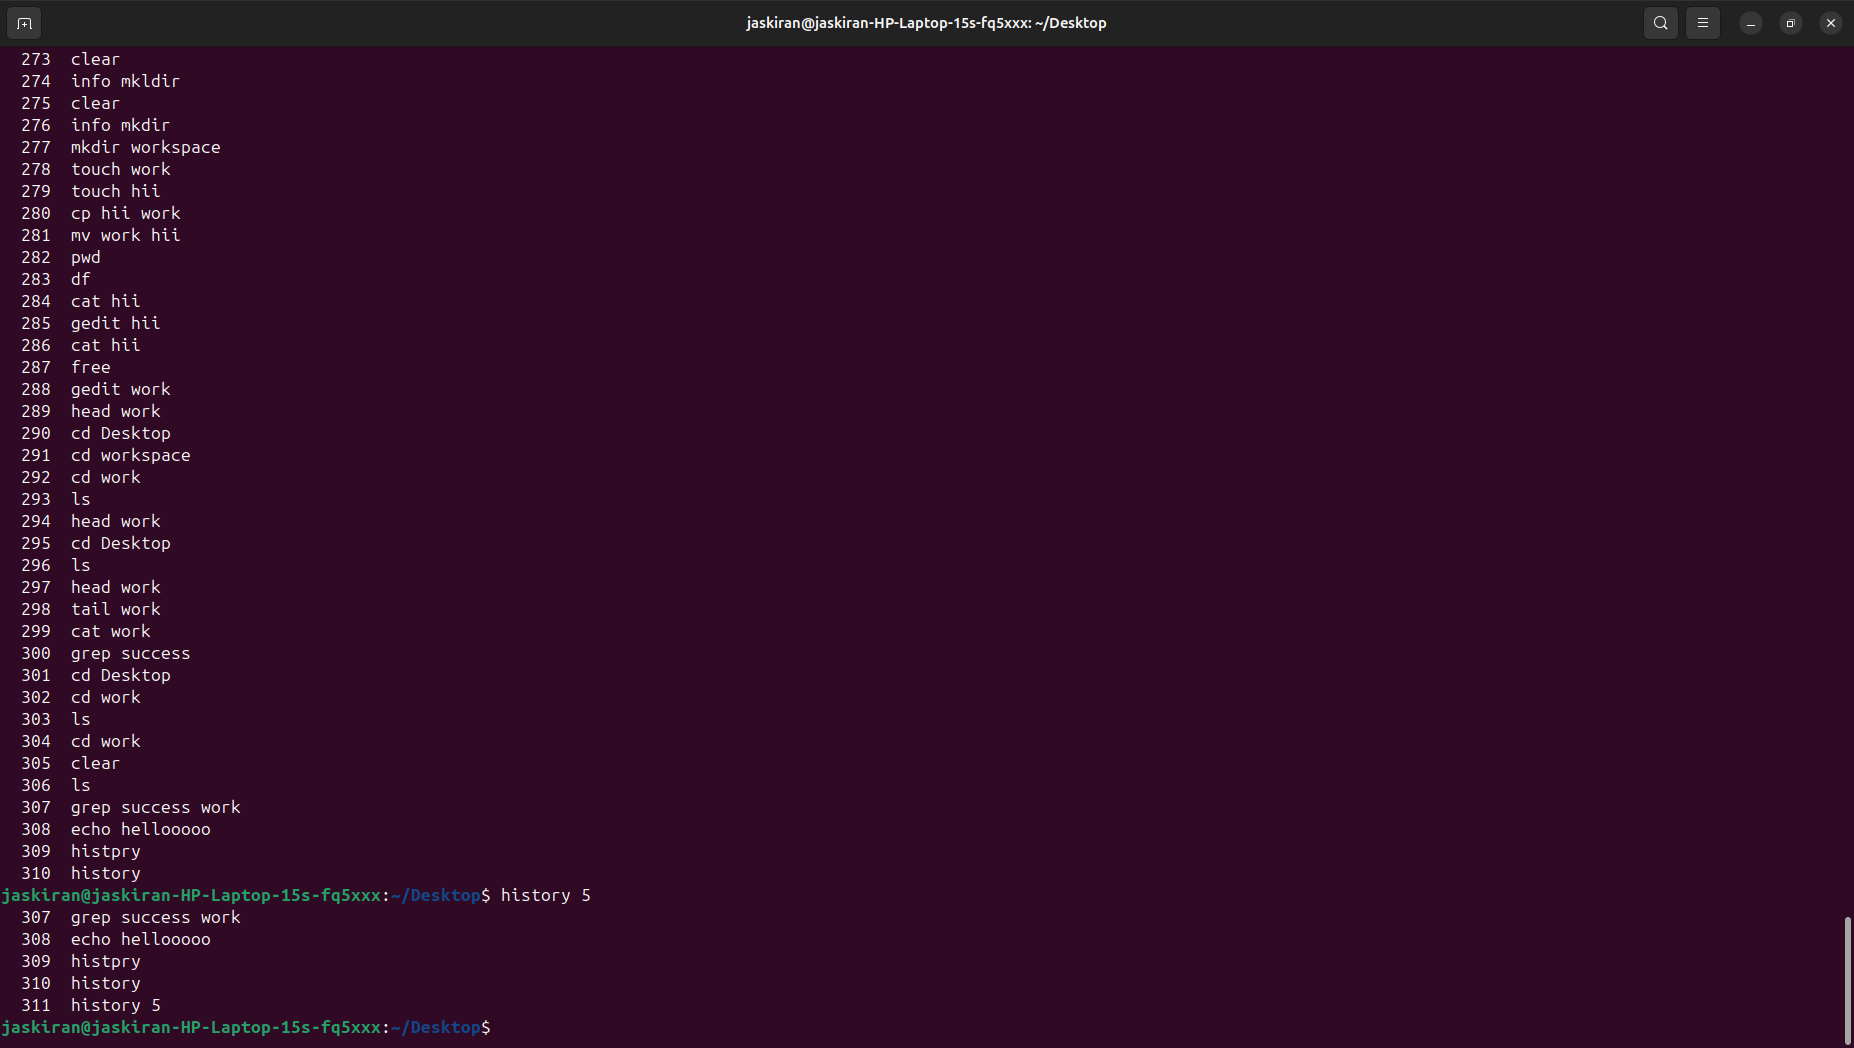 jaskiran@jaskiran-HP-Laptop-15s-fq5xxx: ~/Desktop
273 clear
274 info mkldir
275 clear
276 info mkdir
277 mkdir workspace
278 touch work
279 touch hii
280 cp hii work
281 mv work hii
282 pwd
283 df
284 cat hii
285 gedit hii
286 cat hii
287 free
288 gedit work
289 head work
290 cd Desktop
291 cd workspace
292 cd work
293 ls
294 head work
295 cd Desktop
296 ls
297 head work
298 tail work
299 cat work
300 grep success
301 cd Desktop
302 cd work
303 ls
304 cd work
305 clear
306 ls
307 grep success work
308 echo hellooooo
309 histpry
310 history
jaskiran@jaskiran-HP-Laptop-15s-fq5xxx:~/Desktop$ history 5
307 grep success work
308 echo hellooooo
309 histpry
310 history
311 history 5
jaskiran@jaskiran-HP-Laptop-15s-fq5xxx:~/Desktop$